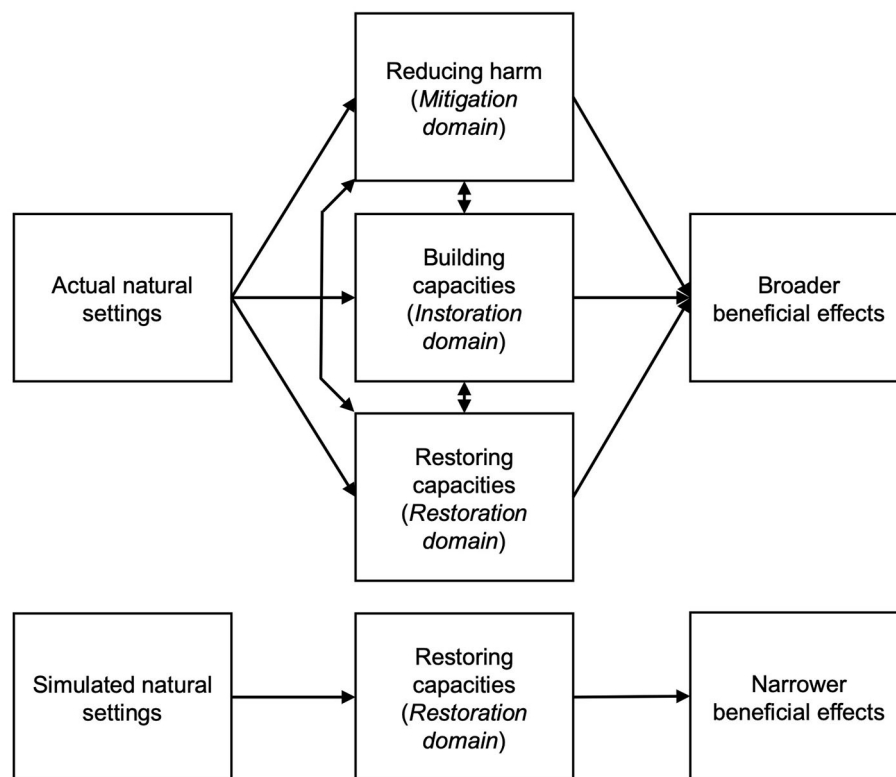 Reducing harm
(Mitigation
domain)
Actual natural
settings
Building
capacities
(Instoration
domain)
Broader
beneficial effects
Restoring
capacities
(Restoration
domain)
Simulated natural
settings
Restoring
capacities
(Restoration
domain)
Narrower
beneficial effects